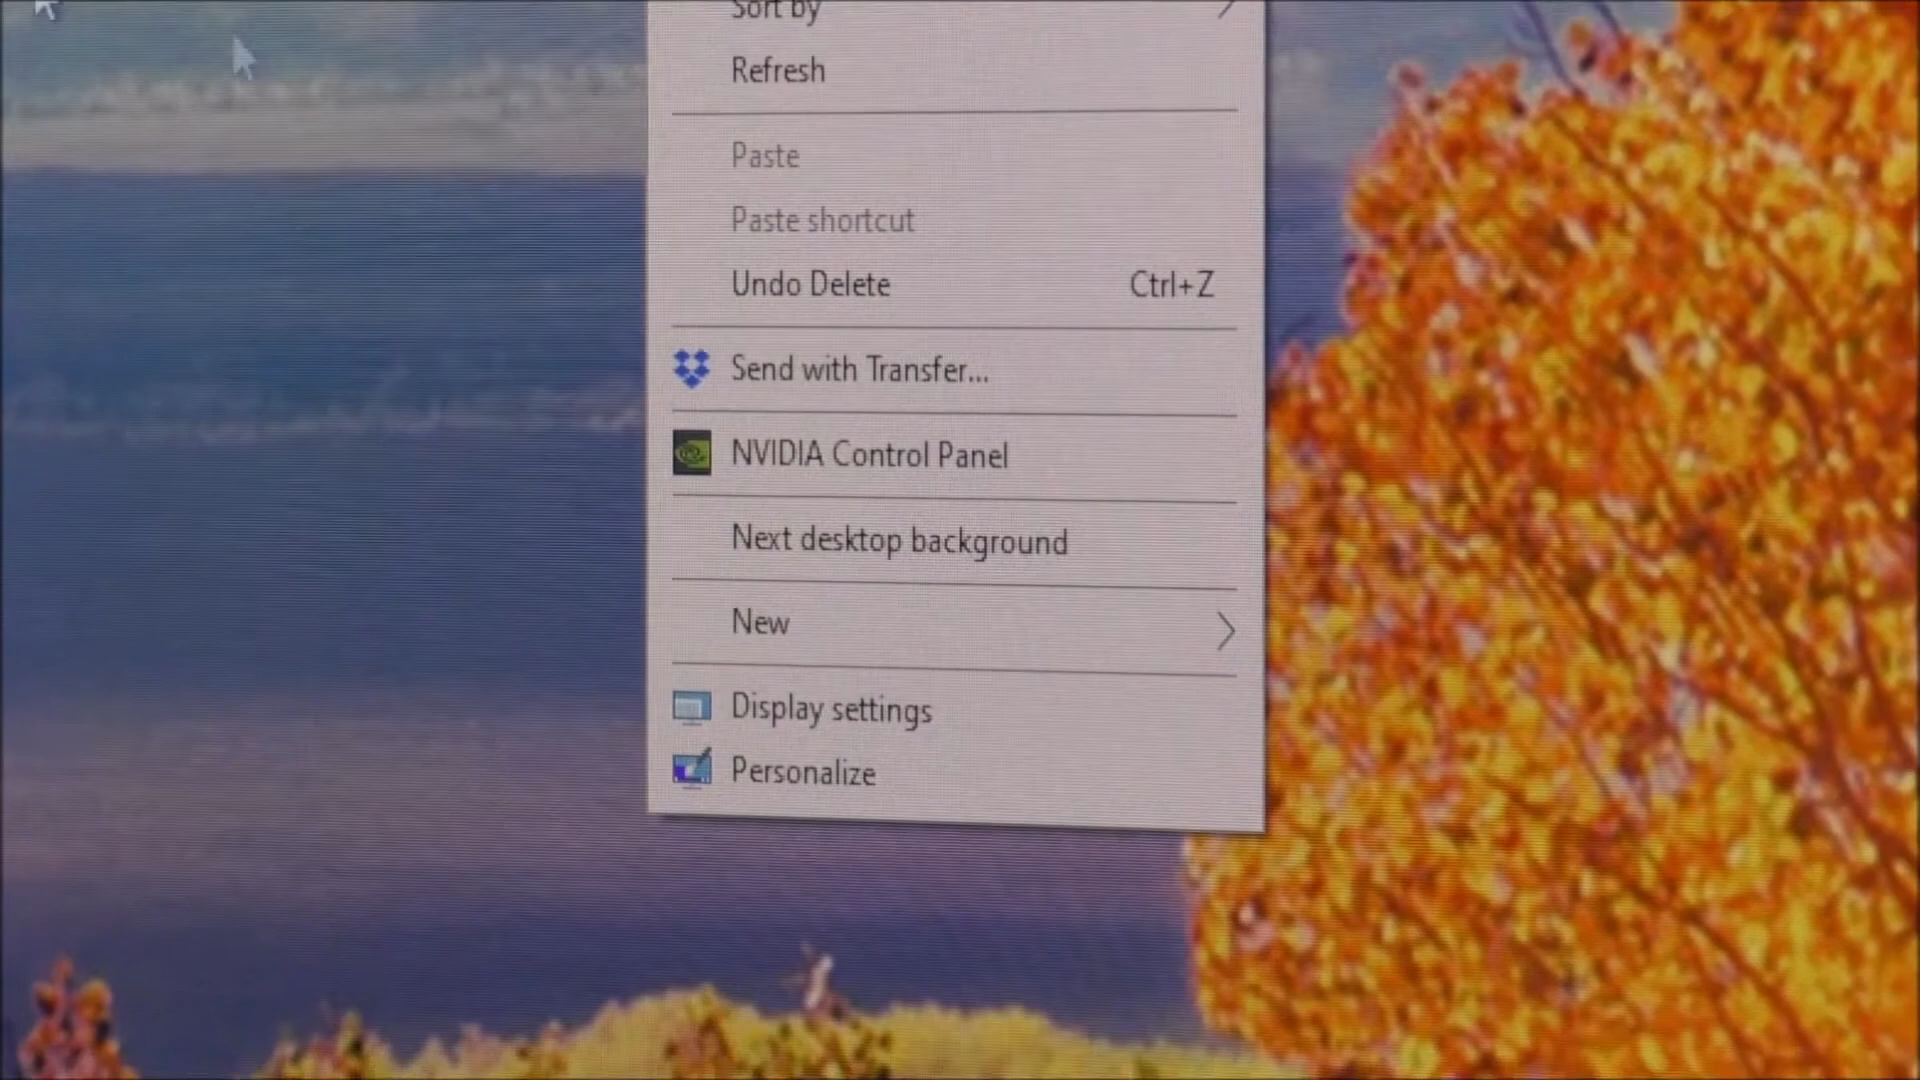 Sort by
Refresh
Paste
Paste shortcut
Undo Delete Ctrl+Z
Send with Transfer...
NVIDIA Control Panel
Next desktop background
New
Display settings
Personalize